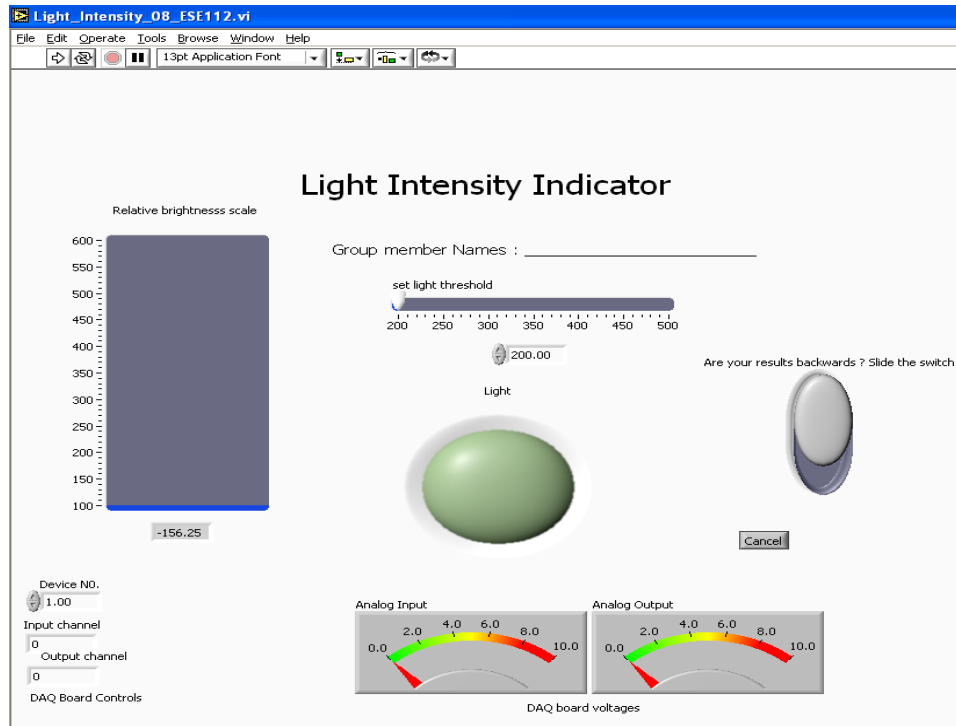 Light_Intensity_08_ESE112.vi
File Edit Operate Tools Browse Window Help
13pt Application Font
Light Intensity Indicator
Relative brightnesss scale
600
550
500
450
400
350
300
250
200
150
100
-156.25
Group member Names : ____________________________
set light threshold
200 250 300 350 400 450 500
200.00
Are your results backwards ? Slide the switch
Light
Cancel
Device N0.
1.00
Input channel
0
Output channel
0
DAQ Board Controls
Analog Input
0.0 2.0 4.0 6.0 8.0 10.0
Analog Output
0.0 2.0 4.0 6.0 8.0 10.0
DAQ board voltages